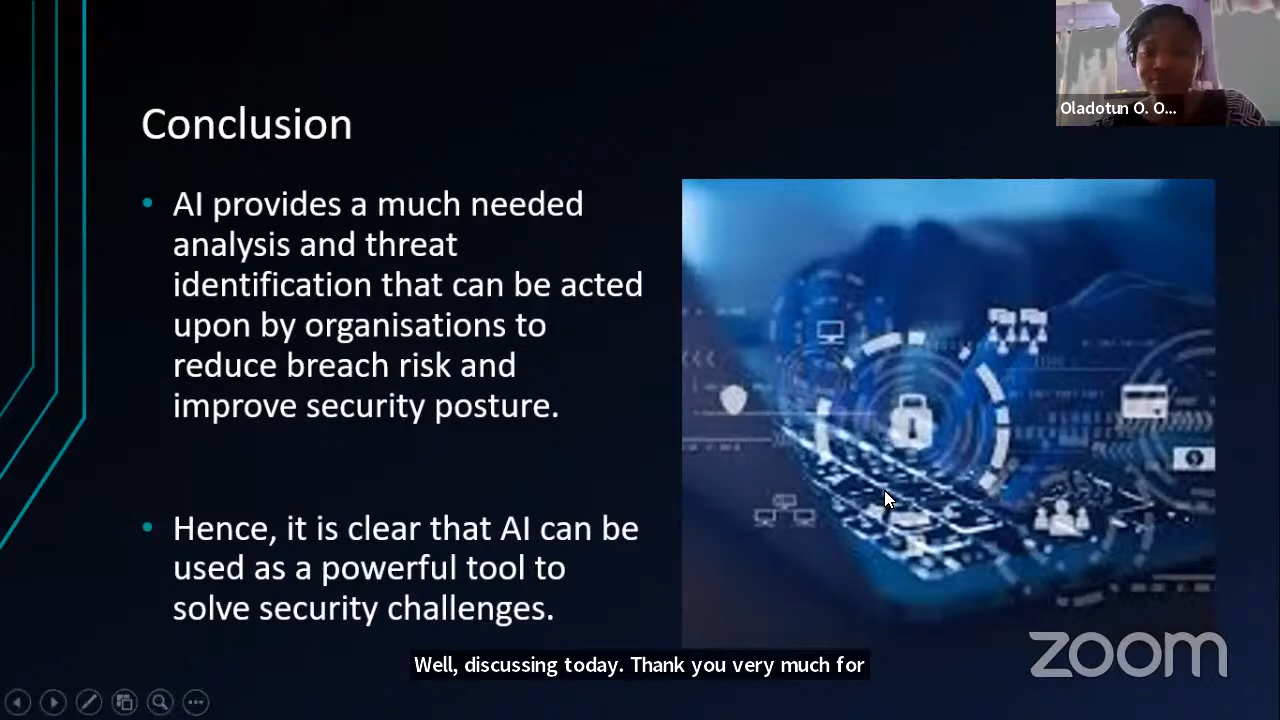 Oladotun O. O...
Conclusion
• AI provides a much needed
analysis and threat
identification that can be acted
upon by organisations to
reduce breach risk and
improve security posture.
• Hence, it is clear that AI can be
used as a powerful tool to
solve security challenges.
Well, discussing today. Thank you very much for
zoom